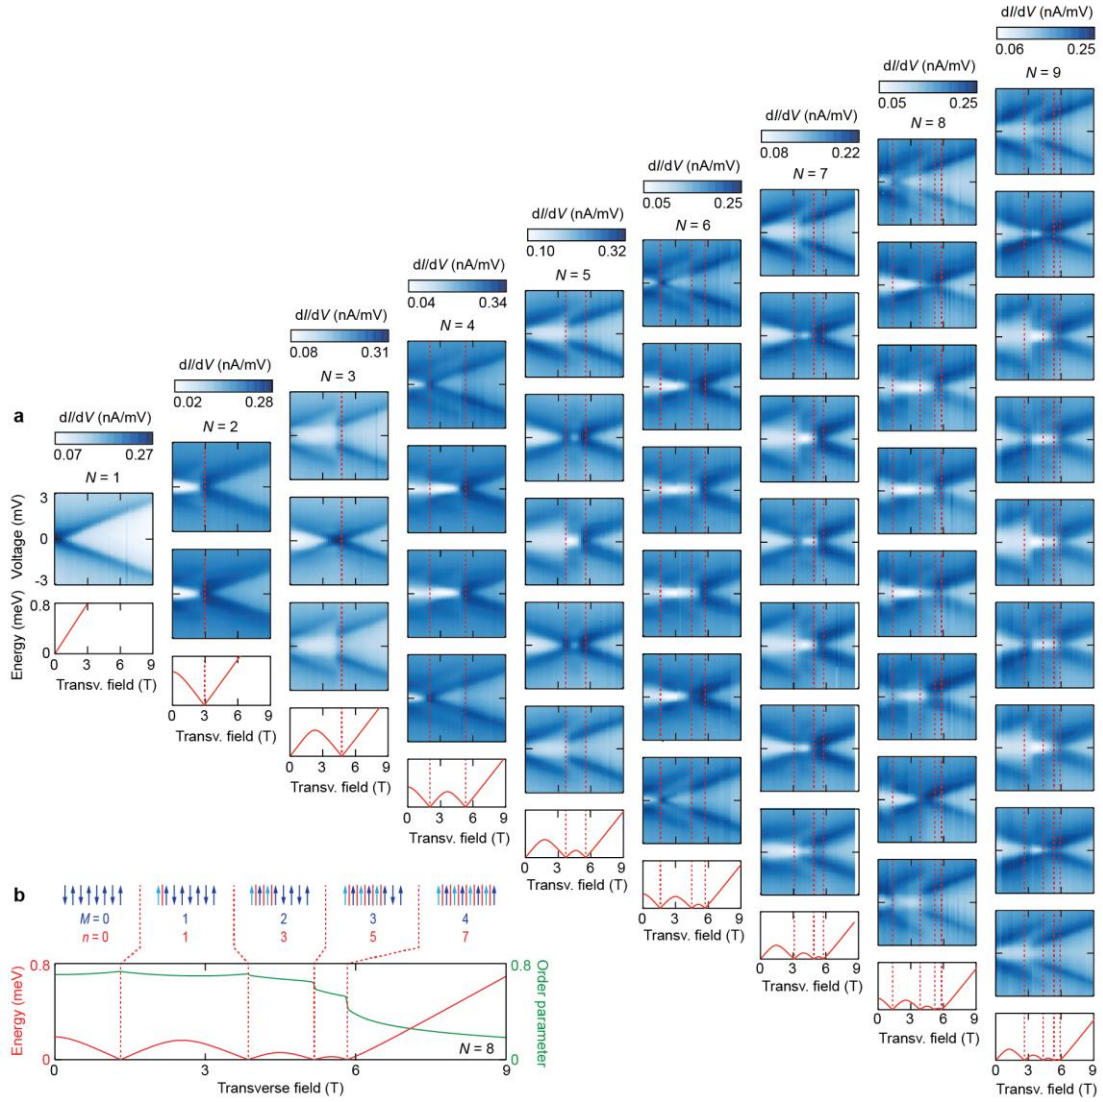 dI/dV (nA/mV)
0.06 0.25
N = 9
dI/dV (nA/mV)
0.05 0.25
N = 8
dI/dV (nA/mV)
0.08 0.22
N = 7
dI/dV (nA/mV)
0.05 0.25
N = 6
dI/dV (nA/mV)
0.10 0.32
N = 5
dI/dV (nA/mV)
0.04 0.34
N = 4
dI/dV (nA/mV)
0.08 0.31
N = 3
dI/dV (nA/mV)
0.02 0.28
N = 2
a
dI/dV (nA/mV)
0.07 0.27
N = 1
Voltage (mV)
3
0
-3
Energy (meV)
0.8
0
0 3 6 9
Transv. field (T)
0 3 6 9
Transv. field (T)
0 3 6 9
Transv. field (T)
0 3 6 9
Transv. field (T)
0 3 6 9
Transv. field (T)
0 3 6 9
Transv. field (T)
0 3 6 9
Transv. field (T)
0 3 6 9
Transv. field (T)
0 3 6 9
Transv. field (T)
b
M = 0 1 2 3 4
n = 0 1 3 5 7
Energy (meV)
0.8
0
Order parameter
0.8
0
N = 8
0 3 6 9
Transverse field (T)